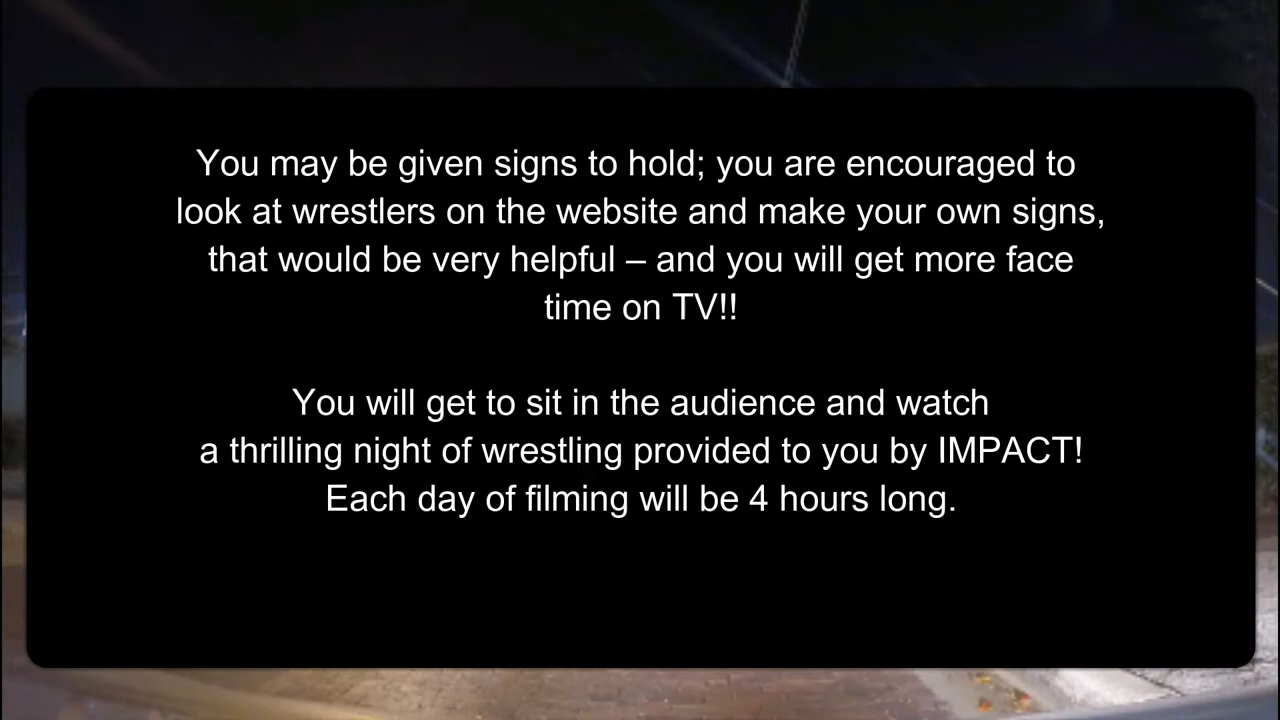 You may be given signs to hold; you are encouraged to
look at wrestlers on the website and make your own signs,
that would be very helpful – and you will get more face
time on TV!!
You will get to sit in the audience and watch
a thrilling night of wrestling provided to you by IMPACT!
Each day of filming will be 4 hours long.